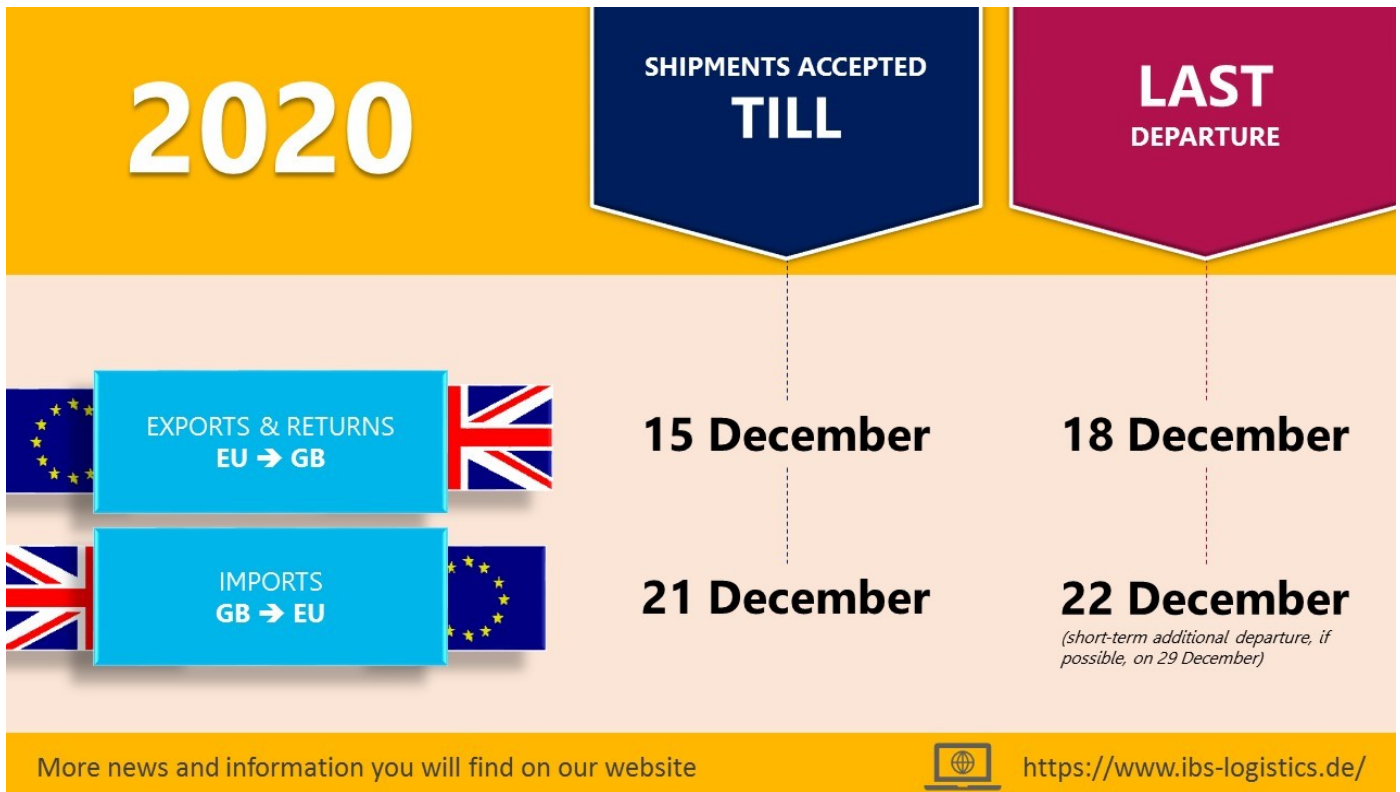 2020
SHIPMENTS ACCEPTED
TILL
LAST
DEPARTURE
EXPORTS & RETURNS
EU → GB
15 December
18 December
IMPORTS
GB → EU
21 December
22 December
(short-term additional departure, if
possible, on 29 December)
More news and information you will find on our website
https://www.ibs-logistics.de/